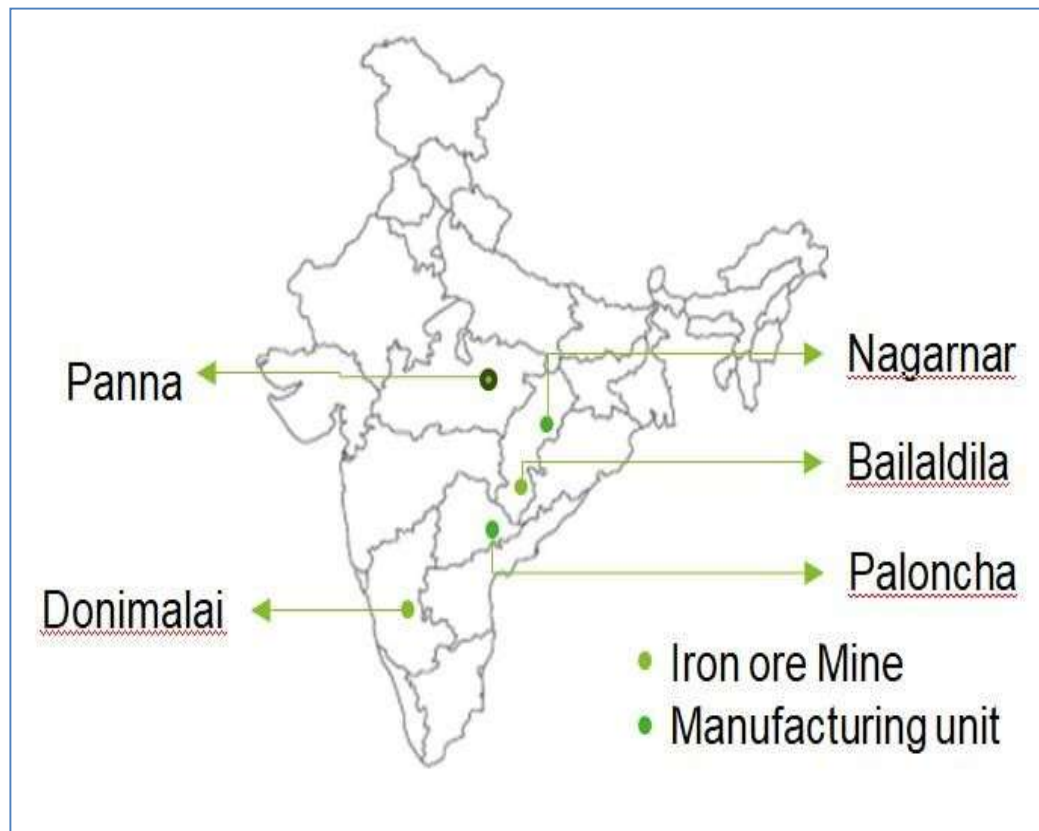 Panna
Nagarnar
Bailaldila
Paloncha
Donimalai
Iron ore Mine
Manufacturing unit